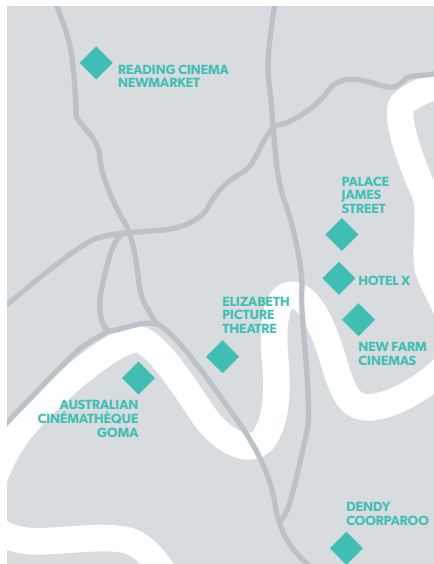 READING CINEMA
NEWMARKET
PALACE
JAMES
STREET
HOTEL X
ELIZABETH
PICTURE
THEATRE
NEW FARM
CINEMAS
AUSTRALIAN
CINÉMATHÈQUE
GOMA
DENDY
COORPAROO